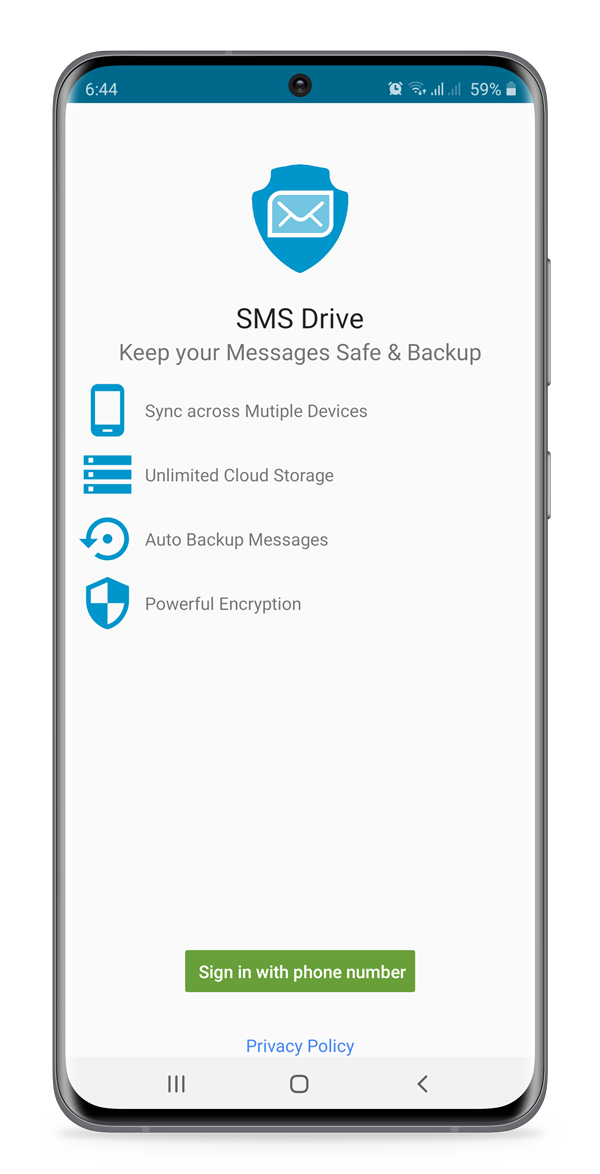 6:44 59%
SMS Drive
Keep your Messages Safe & Backup
Sync across Mutiple Devices
Unlimited Cloud Storage
Auto Backup Messages
Powerful Encryption
Sign in with phone number
Privacy Policy